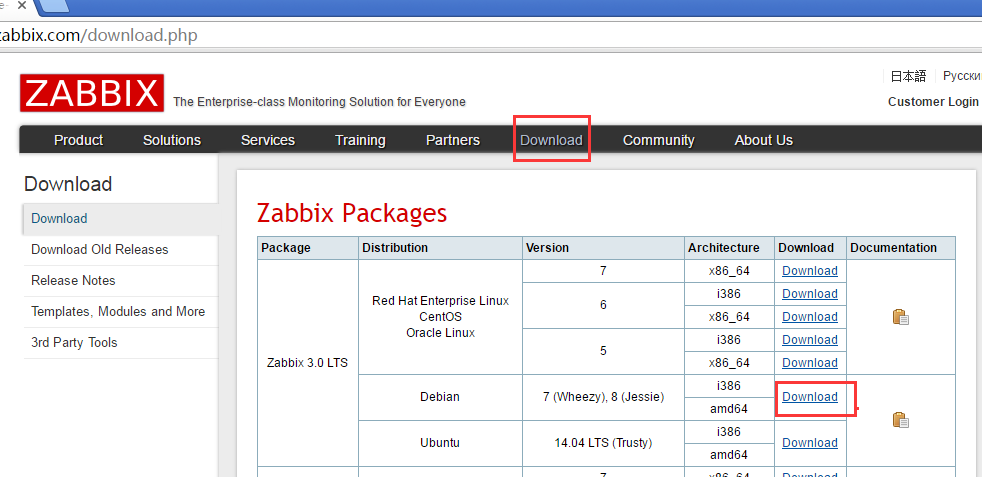 zabbix.com/download.php
日本語 Русски
ZABBIX The Enterprise-class Monitoring Solution for Everyone
Customer Login
Product Solutions Services Training Partners Download Community About Us
Download
Download
Download Old Releases
Release Notes
Templates, Modules and More
3rd Party Tools
Zabbix Packages
Package Distribution Version Architecture Download Documentation
Zabbix 3.0 LTS
Red Hat Enterprise Linux
CentOS
Oracle Linux
7 x86_64 Download
6 i386 Download
x86_64 Download
5 i386 Download
x86_64 Download
Debian 7 (Wheezy), 8 (Jessie) i386 Download
amd64
Ubuntu 14.04 LTS (Trusty) i386 Download
amd64
7 x86_64 Download